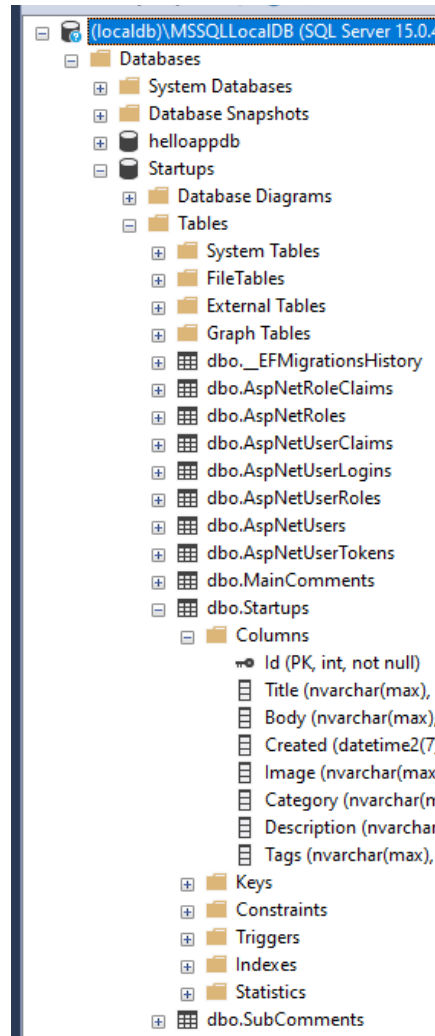 (localdb)\MSSQLLocalDB (SQL Server 15.0.4
Databases
System Databases
Database Snapshots
helloappdb
Startups
Database Diagrams
Tables
System Tables
FileTables
External Tables
Graph Tables
dbo.__EFMigrationsHistory
dbo.AspNetRoleClaims
dbo.AspNetRoles
dbo.AspNetUserClaims
dbo.AspNetUserLogins
dbo.AspNetUserRoles
dbo.AspNetUsers
dbo.AspNetUserTokens
dbo.MainComments
dbo.Startups
Columns
Id (PK, int, not null)
Title (nvarchar(max),
Body (nvarchar(max),
Created (datetime2(7
Image (nvarchar(max
Category (nvarchar(m
Description (nvarchar
Tags (nvarchar(max),
Keys
Constraints
Triggers
Indexes
Statistics
dbo.SubComments